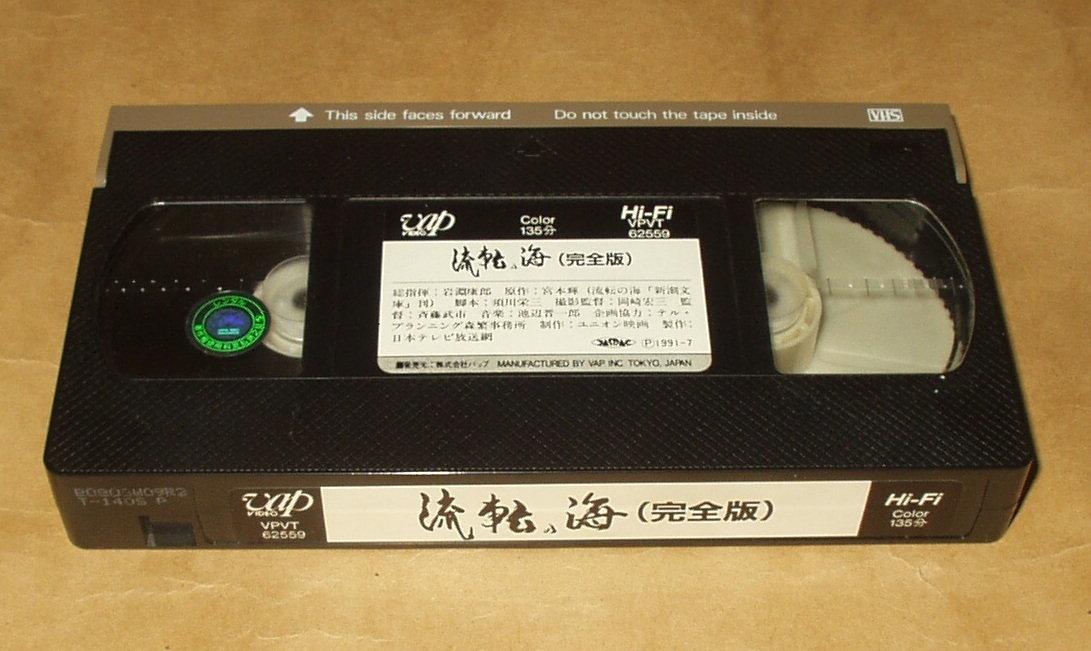 This side faces forward Do not touch the tape inside VHS
vap Color Hi-Fi
VIDEO 135分 VPVT
62559
流転の海(完全版)
総指揮:岩淵康郎 原作:宮本輝(流転の海「新潮文
庫」刊) 脚本:須川栄三 撮影監督:岡崎宏三 監
督:斉藤武市 音楽:池辺晋一郎 企画協力:テル・
プランニング森繁事務所 制作:ユニオン映画 製作:
日本テレビ放送網
Ⓟ1991-7
発売元:株式会社バップ MANUFACTURED BY VAP INC. TOKYO, JAPAN
レンタル
T-140S P
vap
VIDEO
VPVT
62559
流転の海(完全版)
Hi-Fi
Color
135分